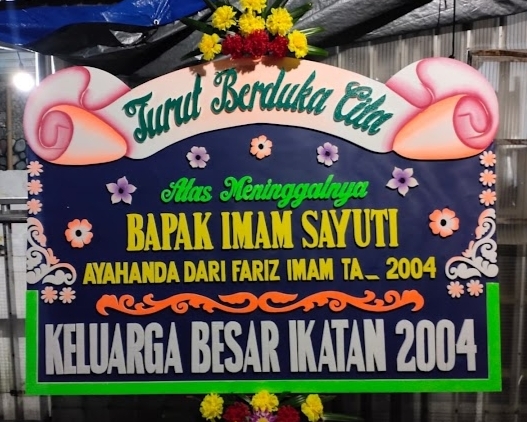 Turut Berduka Cita
Atas Meninggalnya
BAPAK IMAM SAYUTI
AYAHANDA DARI FARIZ IMAM TA_ 2004
KELUARGA BESAR IKATAN 2004